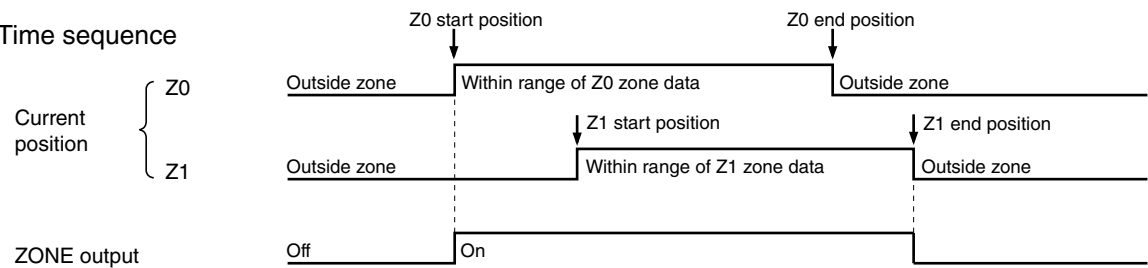 Z0 start position
Z0 end position
Time sequence
Z0
Outside zone
Within range of Z0 zone data
Outside zone
Current
position
Z1 start position
Z1 end position
Z1
Outside zone
Within range of Z1 zone data
Outside zone
ZONE output
Off
On